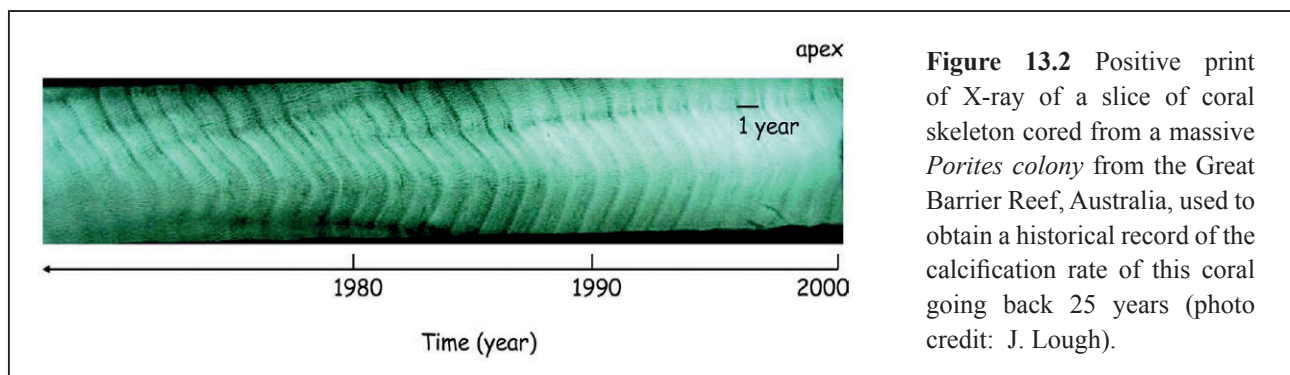 apex
1 year
1980
1990
2000
Time (year)
Figure 13.2 Positive print
of X-ray of a slice of coral
skeleton cored from a massive
Porites colony from the Great
Barrier Reef, Australia, used to
obtain a historical record of the
calcification rate of this coral
going back 25 years (photo
credit: J. Lough).